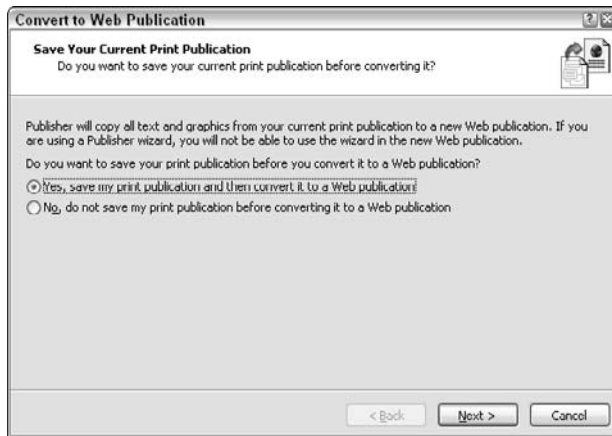 Convert to Web Publication
Save Your Current Print Publication
Do you want to save your current print publication before converting it?
Publisher will copy all text and graphics from your current print publication to a new Web publication. If you
are using a Publisher wizard, you will not be able to use the wizard in the new Web publication.
Do you want to save your print publication before you convert it to a Web publication?
Yes, save my print publication and then convert it to a Web publication
No, do not save my print publication before converting it to a Web publication
< Back
Next >
Cancel